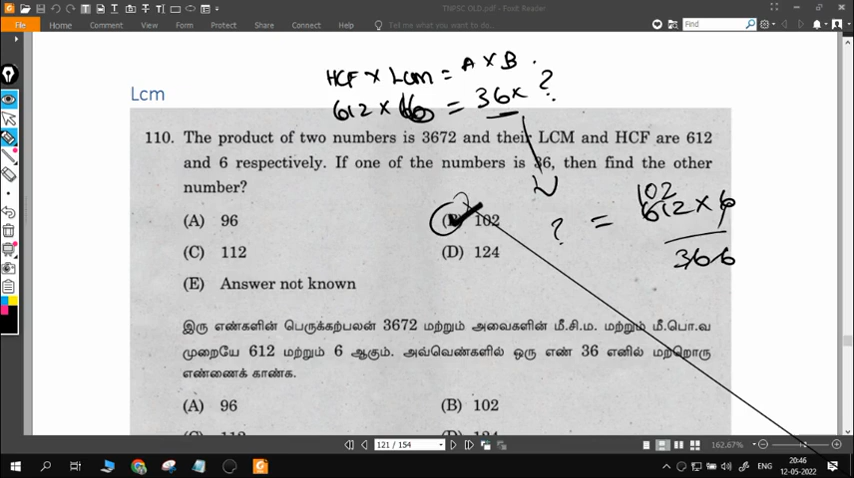 TNPSC OLD.pdf - Foxit Reader
File Home Comment View Form Protect Share Connect Help Tell me what you want to do... Find
HCF x Lcm = A x B .
612 x 6 = 36 x ?
Lcm
110. The product of two numbers is 3672 and their LCM and HCF are 612
and 6 respectively. If one of the numbers is 36, then find the other
number?
(A) 96
(B) 102
(C) 112
(D) 124
(E) Answer not known
102
? = 612 x 6
36 6
இரு எண்களின் பெருக்கற்பலன் 3672 மற்றும் அவைகளின் மீ.சி.ம. மற்றும் மீ.பொ.வ
முறையே 612 மற்றும் 6 ஆகும். அவ்வெண்களில் ஒரு எண் 36 எனில் மற்றொரு
எண்ணைக் காண்க.
(A) 96
(B) 102
121 / 154
162.67%
ENG
20:46
12-05-2022